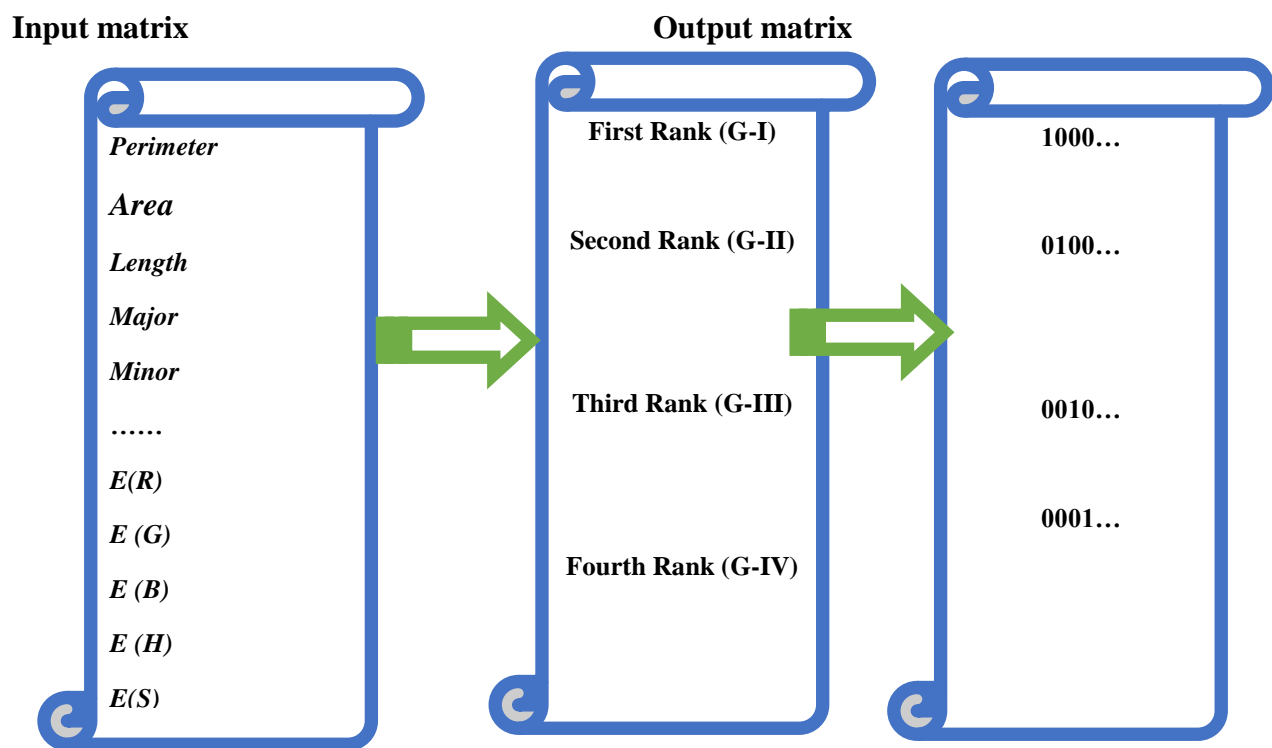 Input matrix
Output matrix
Perimeter
Area
Length
Major
Minor
……
E(R)
E (G)
E (B)
E (H)
E(S)
First Rank (G-I)
Second Rank (G-II)
Third Rank (G-III)
Fourth Rank (G-IV)
1000…
0100…
0010…
0001…